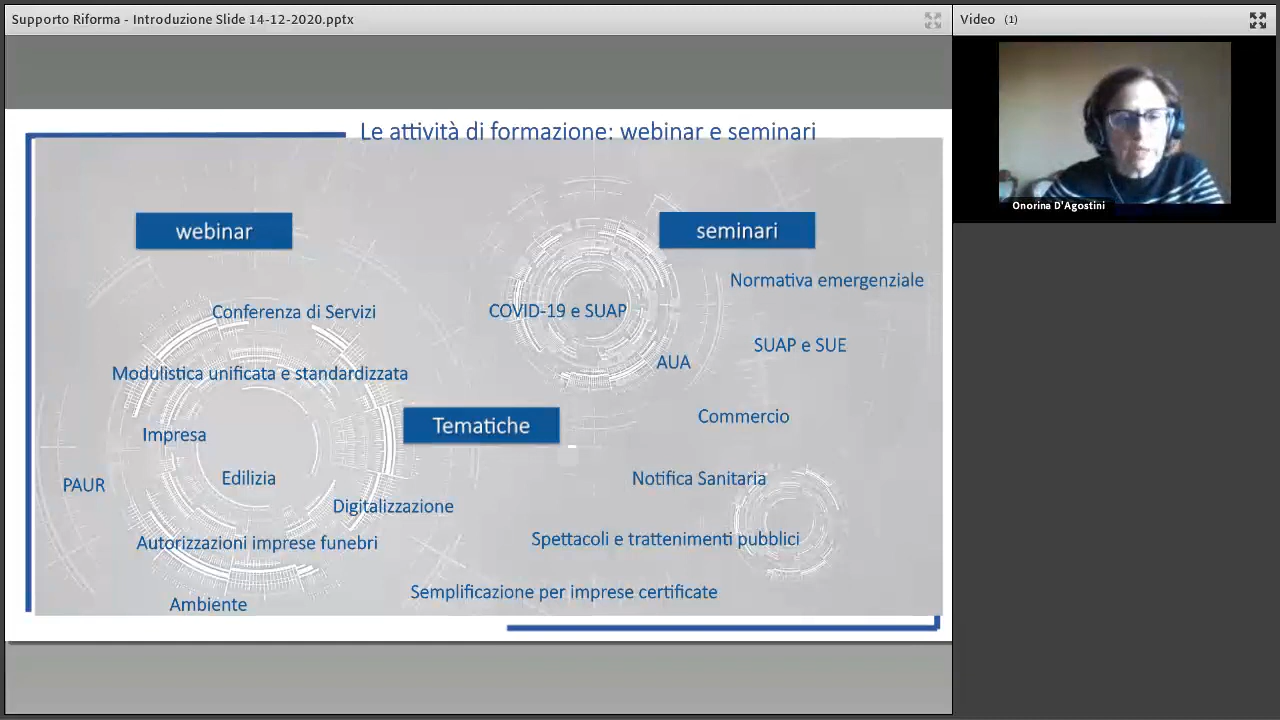 Supporto Riforma - Introduzione Slide 14-12-2020.pptx
Video (1)
Onorina D'Agostini
Le attività di formazione: webinar e seminari
webinar
seminari
Normativa emergenziale
Conferenza di Servizi
COVID-19 e SUAP
SUAP e SUE
AUA
Modulistica unificata e standardizzata
Commercio
Tematiche
Impresa
Edilizia
Notifica Sanitaria
PAUR
Digitalizzazione
Autorizzazioni imprese funebri
Spettacoli e trattenimenti pubblici
Semplificazione per imprese certificate
Ambiente